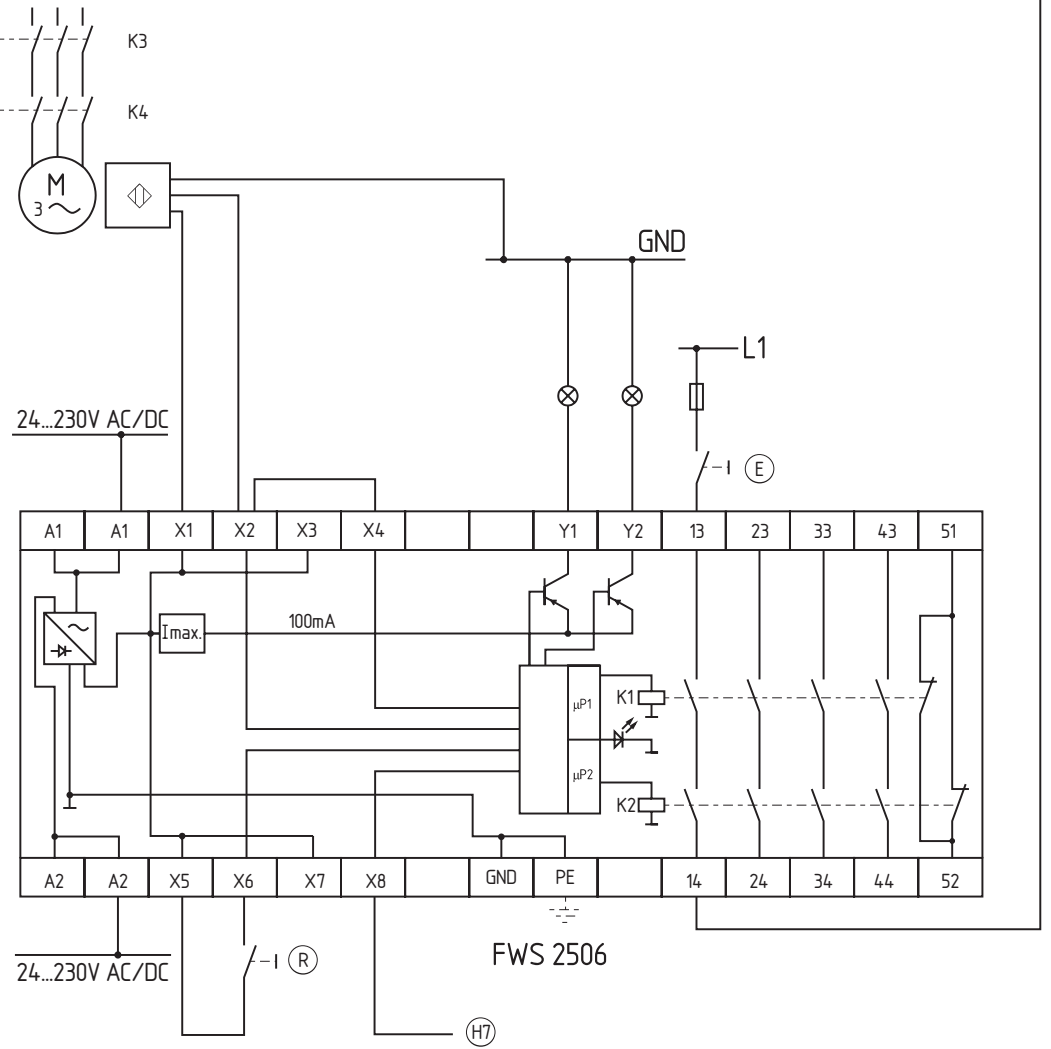 K3
K4
M
3
GND
L1
24...230V AC/DC
E
A1 A1 X1 X2 X3 X4 Y1 Y2 13 23 33 43 51
Imax.
100mA
µP1
K1
µP2
K2
A2 A2 X5 X6 X7 X8 GND PE 14 24 34 44 52
FWS 2506
24...230V AC/DC
R
H7